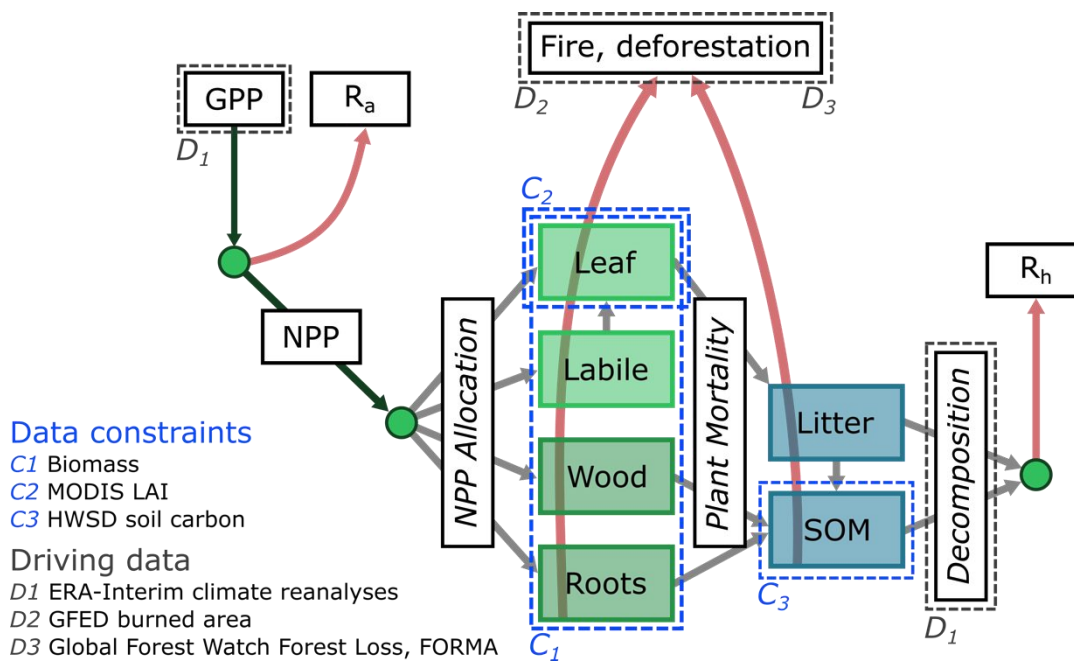 Fire, deforestation
D2
D3
GPP
Ra
D1
C2
Leaf
Rh
NPP
Labile
NPP Allocation
Plant Mortality
Litter
Decomposition
Wood
SOM
Roots
C3
C1
D1
Data constraints
C1 Biomass
C2 MODIS LAI
C3 HWSD soil carbon
Driving data
D1 ERA-Interim climate reanalyses
D2 GFED burned area
D3 Global Forest Watch Forest Loss, FORMA